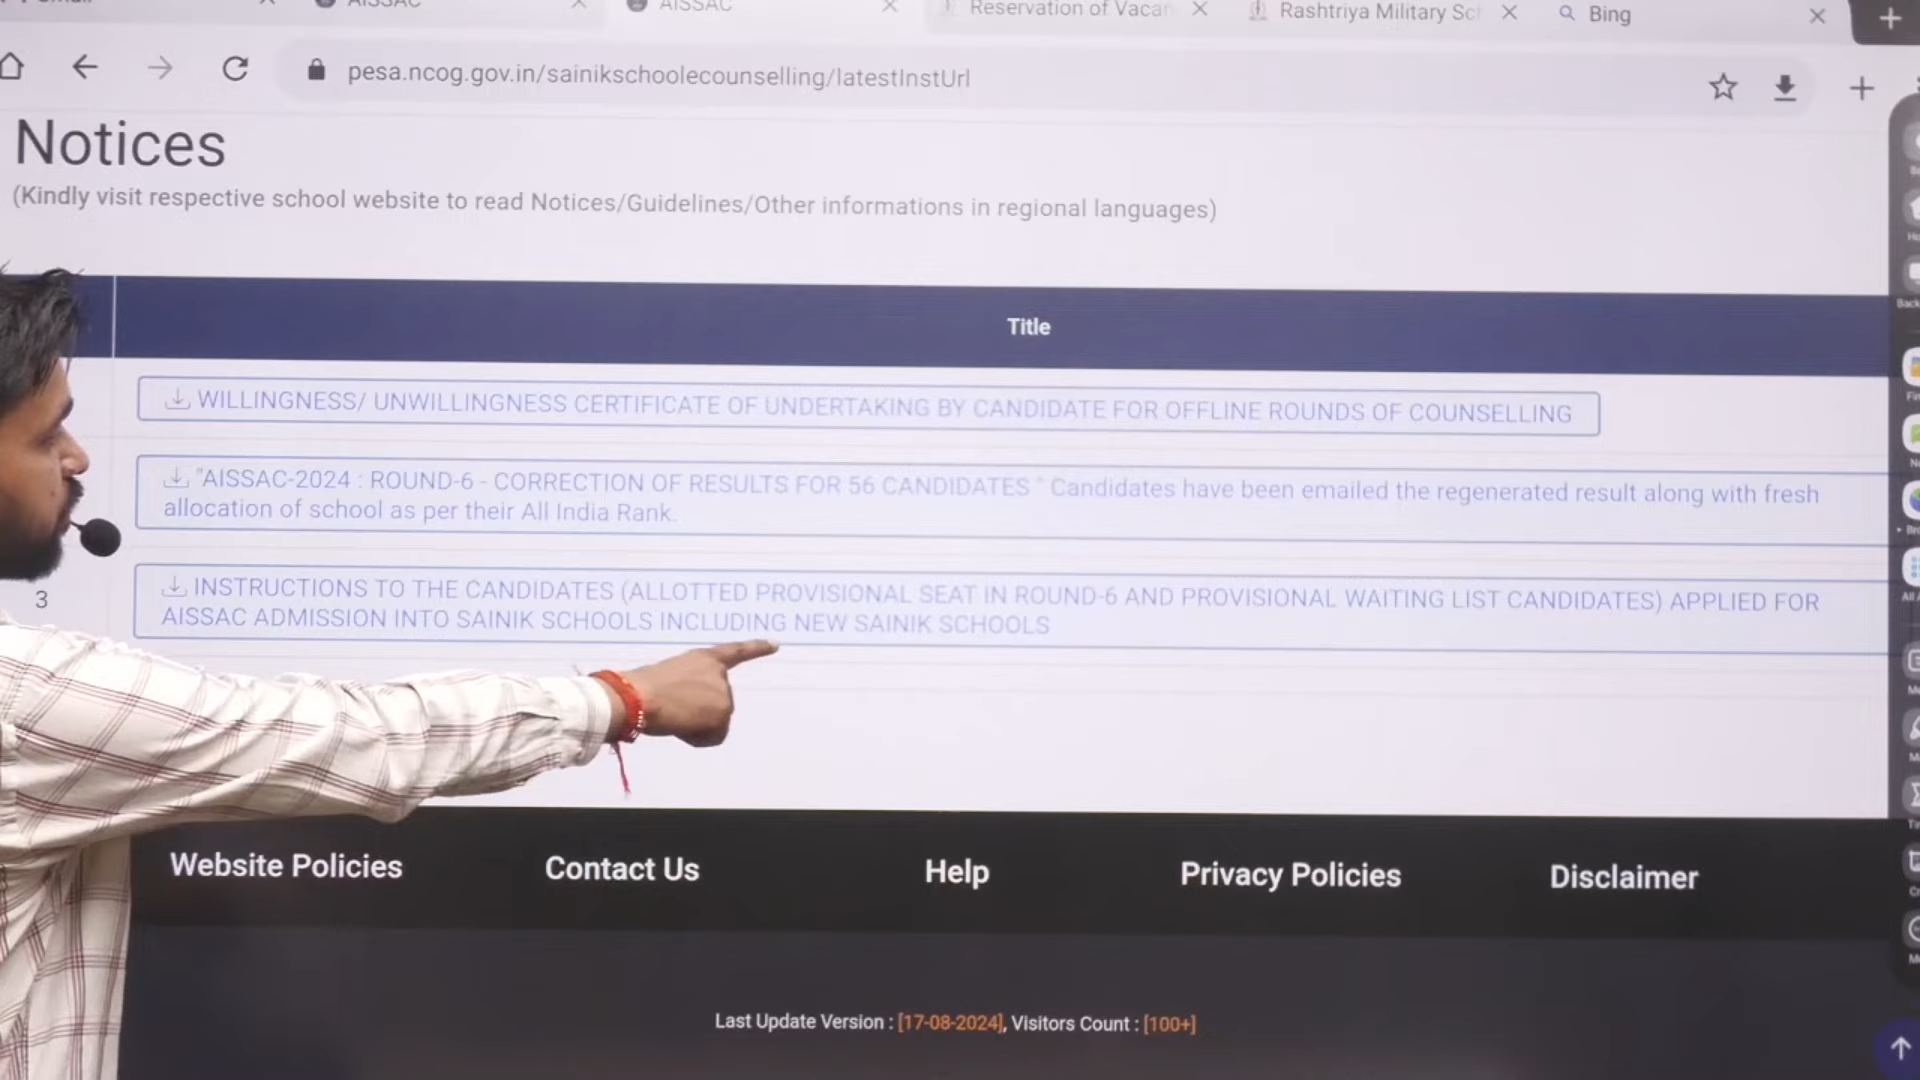 AISSAC
AISSAC
Reservation of Vacan
Rashtriya Military Sch
Bing
pesa.ncog.gov.in/sainikschoolecounselling/latestInstUrl
Notices
(Kindly visit respective school website to read Notices/Guidelines/Other informations in regional languages)
Title
WILLINGNESS/ UNWILLINGNESS CERTIFICATE OF UNDERTAKING BY CANDIDATE FOR OFFLINE ROUNDS OF COUNSELLING
"AISSAC-2024 : ROUND-6 - CORRECTION OF RESULTS FOR 56 CANDIDATES " Candidates have been emailed the regenerated result along with fresh
allocation of school as per their All India Rank.
3
INSTRUCTIONS TO THE CANDIDATES (ALLOTTED PROVISIONAL SEAT IN ROUND-6 AND PROVISIONAL WAITING LIST CANDIDATES) APPLIED FOR
AISSAC ADMISSION INTO SAINIK SCHOOLS INCLUDING NEW SAINIK SCHOOLS
Website Policies
Contact Us
Help
Privacy Policies
Disclaimer
Last Update Version : [17-08-2024], Visitors Count : [100+]